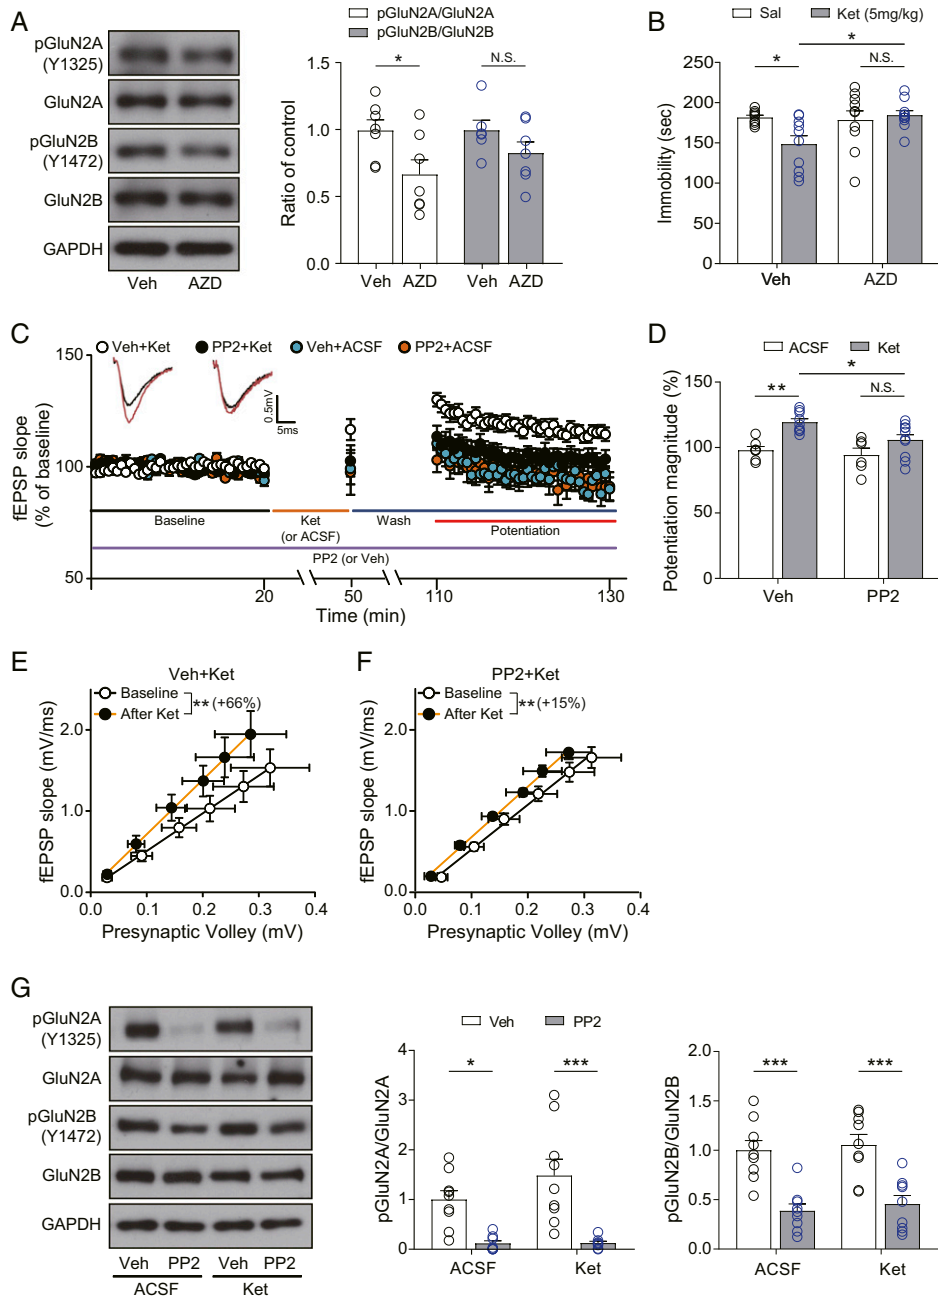 A
pGluN2A
(Y1325)
GluN2A
pGluN2B
(Y1472)
GluN2B
GAPDH
Veh AZD
pGluN2A/GluN2A
pGluN2B/GluN2B
Ratio of control
1.5
1.0
0.5
0.0
*
N.S.
Veh AZD Veh AZD
B
Sal Ket (5mg/kg)
Immobility (sec)
250
200
150
100
50
0
*
*
N.S.
Veh AZD
C
Veh+Ket PP2+Ket Veh+ACSF PP2+ACSF
fEPSP slope
(% of baseline)
150
100
50
0.5mV
5ms
Baseline
Ket
(or ACSF)
Wash
Potentiation
PP2 (or Veh)
20 50 110 130
Time (min)
D
ACSF Ket
Potentiation magnitude (%)
150
100
50
0
**
*
N.S.
Veh PP2
E
Veh+Ket
Baseline
After Ket
** (+66%)
fEPSP slope (mV/ms)
2.0
1.0
0.0
0.0 0.1 0.2 0.3 0.4
Presynaptic Volley (mV)
F
PP2+Ket
Baseline
After Ket
** (+15%)
fEPSP slope (mV/ms)
2.0
1.0
0.0
0.0 0.1 0.2 0.3 0.4
Presynaptic Volley (mV)
G
pGluN2A
(Y1325)
GluN2A
pGluN2B
(Y1472)
GluN2B
GAPDH
Veh PP2 Veh PP2
ACSF Ket
Veh PP2
pGluN2A/GluN2A
4
3
2
1
0
*
***
ACSF Ket
pGluN2B/GluN2B
2.0
1.5
1.0
0.5
0
***
***
ACSF Ket